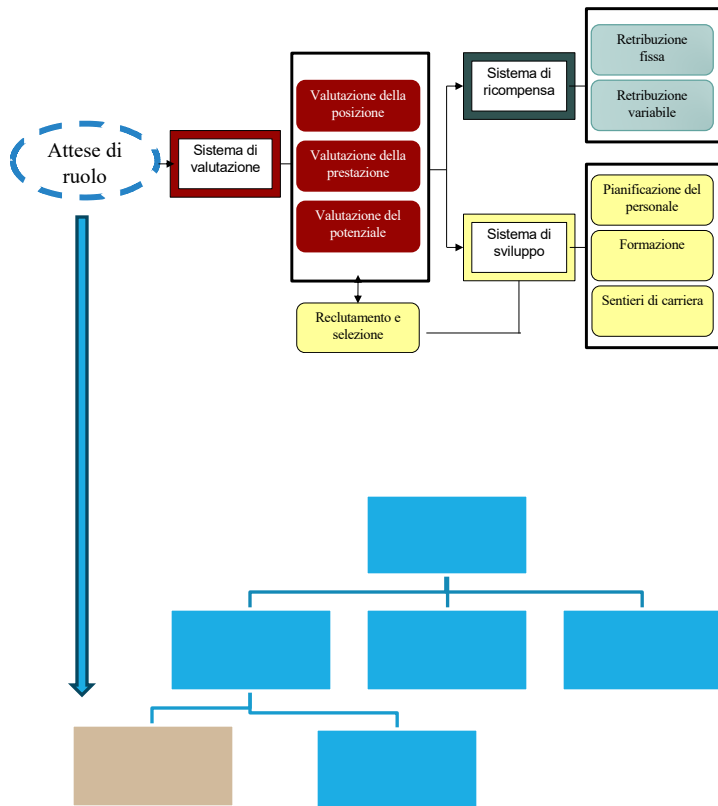 Attese di
ruolo
Sistema di
valutazione
Valutazione della
posizione
Valutazione della
prestazione
Valutazione del
potenziale
Reclutamento e
selezione
Sistema di
ricompensa
Retribuzione
fissa
Retribuzione
variabile
Sistema di
sviluppo
Pianificazione del
personale
Formazione
Sentieri di carriera